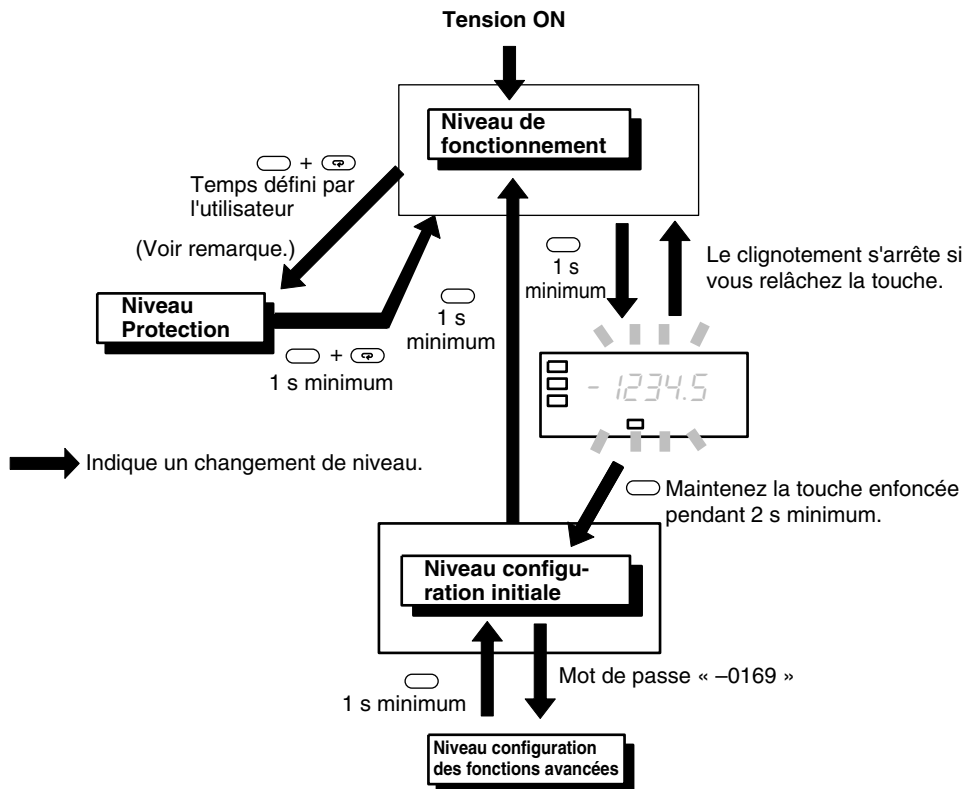 Tension ON
Niveau de
fonctionnement
+
Temps défini par
l'utilisateur
(Voir remarque.)
Niveau
Protection
+
1 s minimum
1 s
minimum
1 s
minimum
Le clignotement s'arrête si
vous relâchez la touche.
- 1234.5
Indique un changement de niveau.
Maintenez la touche enfoncée
pendant 2 s minimum.
Niveau configu-
ration initiale
1 s minimum
Mot de passe « –0169 »
Niveau configuration
des fonctions avancées